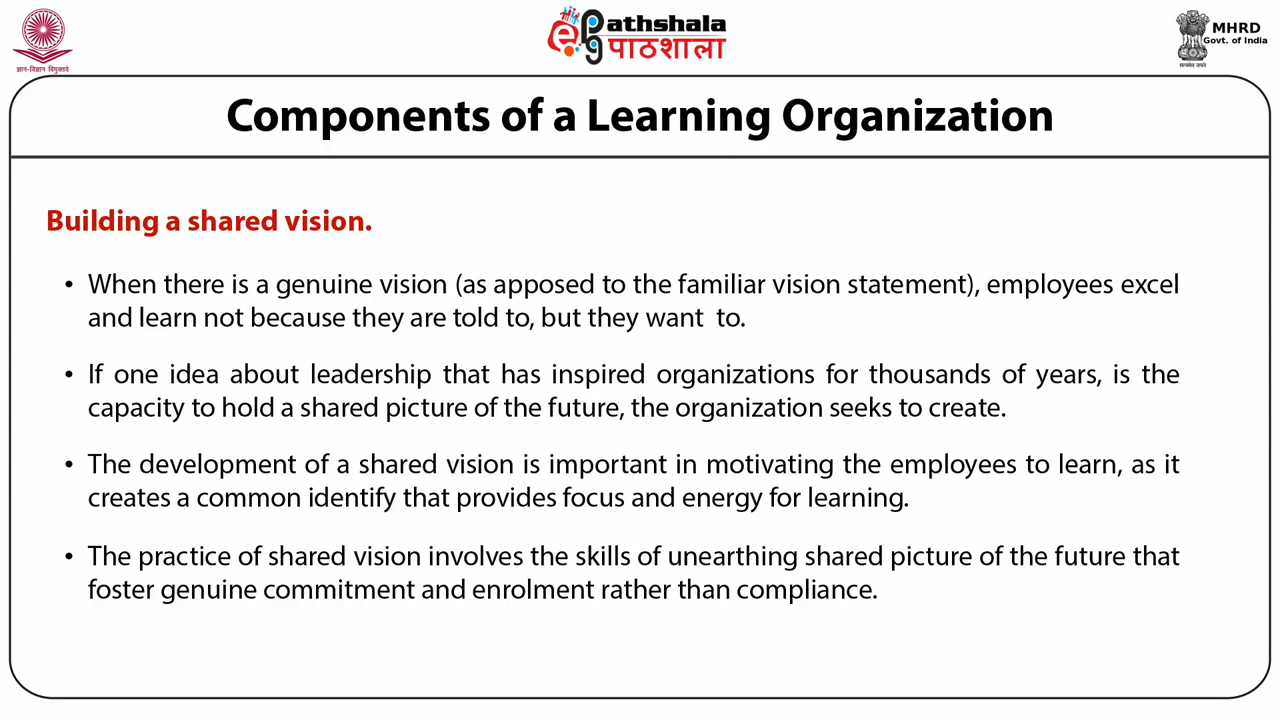 ज्ञान-विज्ञान विमुक्तये
e pg athshala
पाठशाला
MHRD
Govt. of India
सत्यमेव जयते
Components of a Learning Organization
Building a shared vision.
• When there is a genuine vision (as apposed to the familiar vision statement), employees excel
and learn not because they are told to, but they want to.
• If one idea about leadership that has inspired organizations for thousands of years, is the
capacity to hold a shared picture of the future, the organization seeks to create.
• The development of a shared vision is important in motivating the employees to learn, as it
creates a common identify that provides focus and energy for learning.
• The practice of shared vision involves the skills of unearthing shared picture of the future that
foster genuine commitment and enrolment rather than compliance.